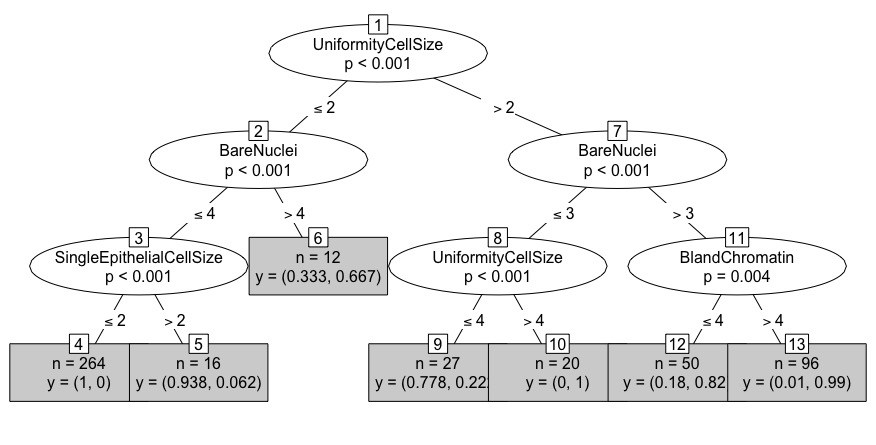 1
UniformityCellSize
p < 0.001
≤ 2
> 2
2
BareNuclei
p < 0.001
7
BareNuclei
p < 0.001
≤ 4
> 4
≤ 3
> 3
3
SingleEpithelialCellSize
p < 0.001
6
n = 12
y = (0.333, 0.667)
8
UniformityCellSize
p < 0.001
11
BlandChromatin
p = 0.004
≤ 2
> 2
≤ 4
> 4
≤ 4
> 4
4
n = 264
y = (1, 0)
5
n = 16
y = (0.938, 0.062)
9
n = 27
y = (0.778, 0.22
10
n = 20
y = (0, 1)
12
n = 50
y = (0.18, 0.82
13
n = 96
y = (0.01, 0.99)